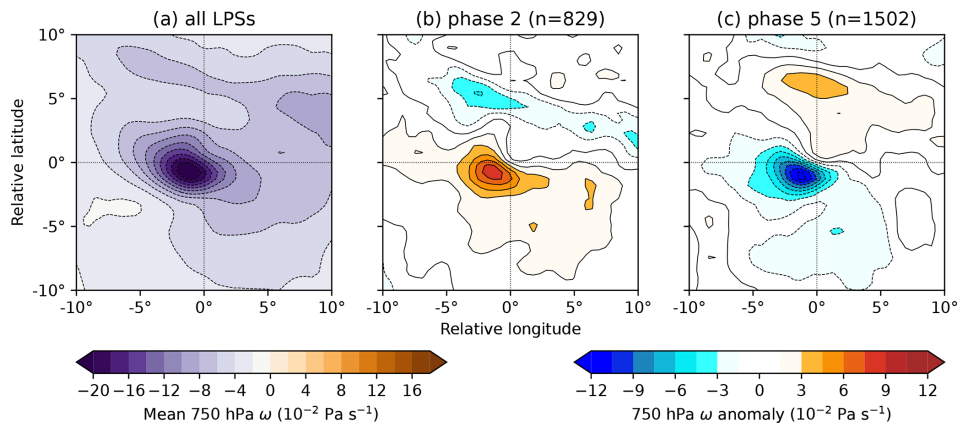 (a) all LPSs
(b) phase 2 (n=829)
(c) phase 5 (n=1502)
10°
5°
0°
-5°
-10°
Relative latitude
-10° -5° 0° 5° 10°
-10° -5° 0° 5° 10°
-10° -5° 0° 5° 10°
Relative longitude
−20 −16 −12 −8 −4 0 4 8 12 16
Mean 750 hPa ω (10⁻² Pa s⁻¹)
−12 −9 −6 −3 0 3 6 9 12
750 hPa ω anomaly (10⁻² Pa s⁻¹)